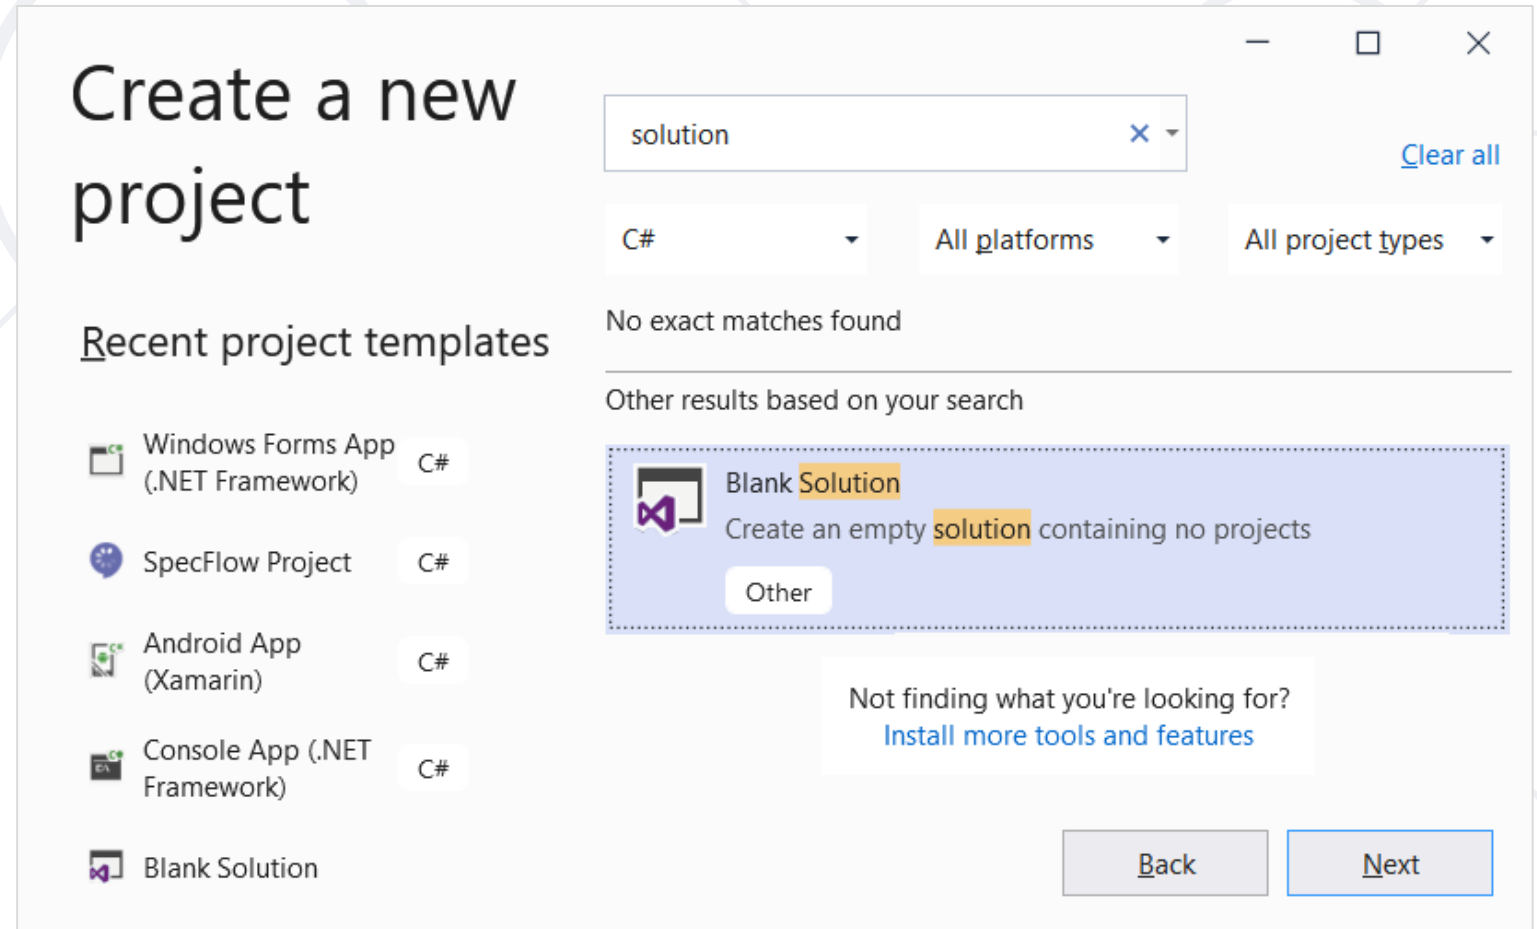 Create a new
project
solution
Clear all
C#
All platforms
All project types
No exact matches found
Other results based on your search
Blank Solution
Create an empty solution containing no projects
Other
Not finding what you're looking for?
Install more tools and features
Recent project templates
Windows Forms App
(.NET Framework)
C#
SpecFlow Project
C#
Android App
(Xamarin)
C#
Console App (.NET
Framework)
C#
Blank Solution
Back
Next